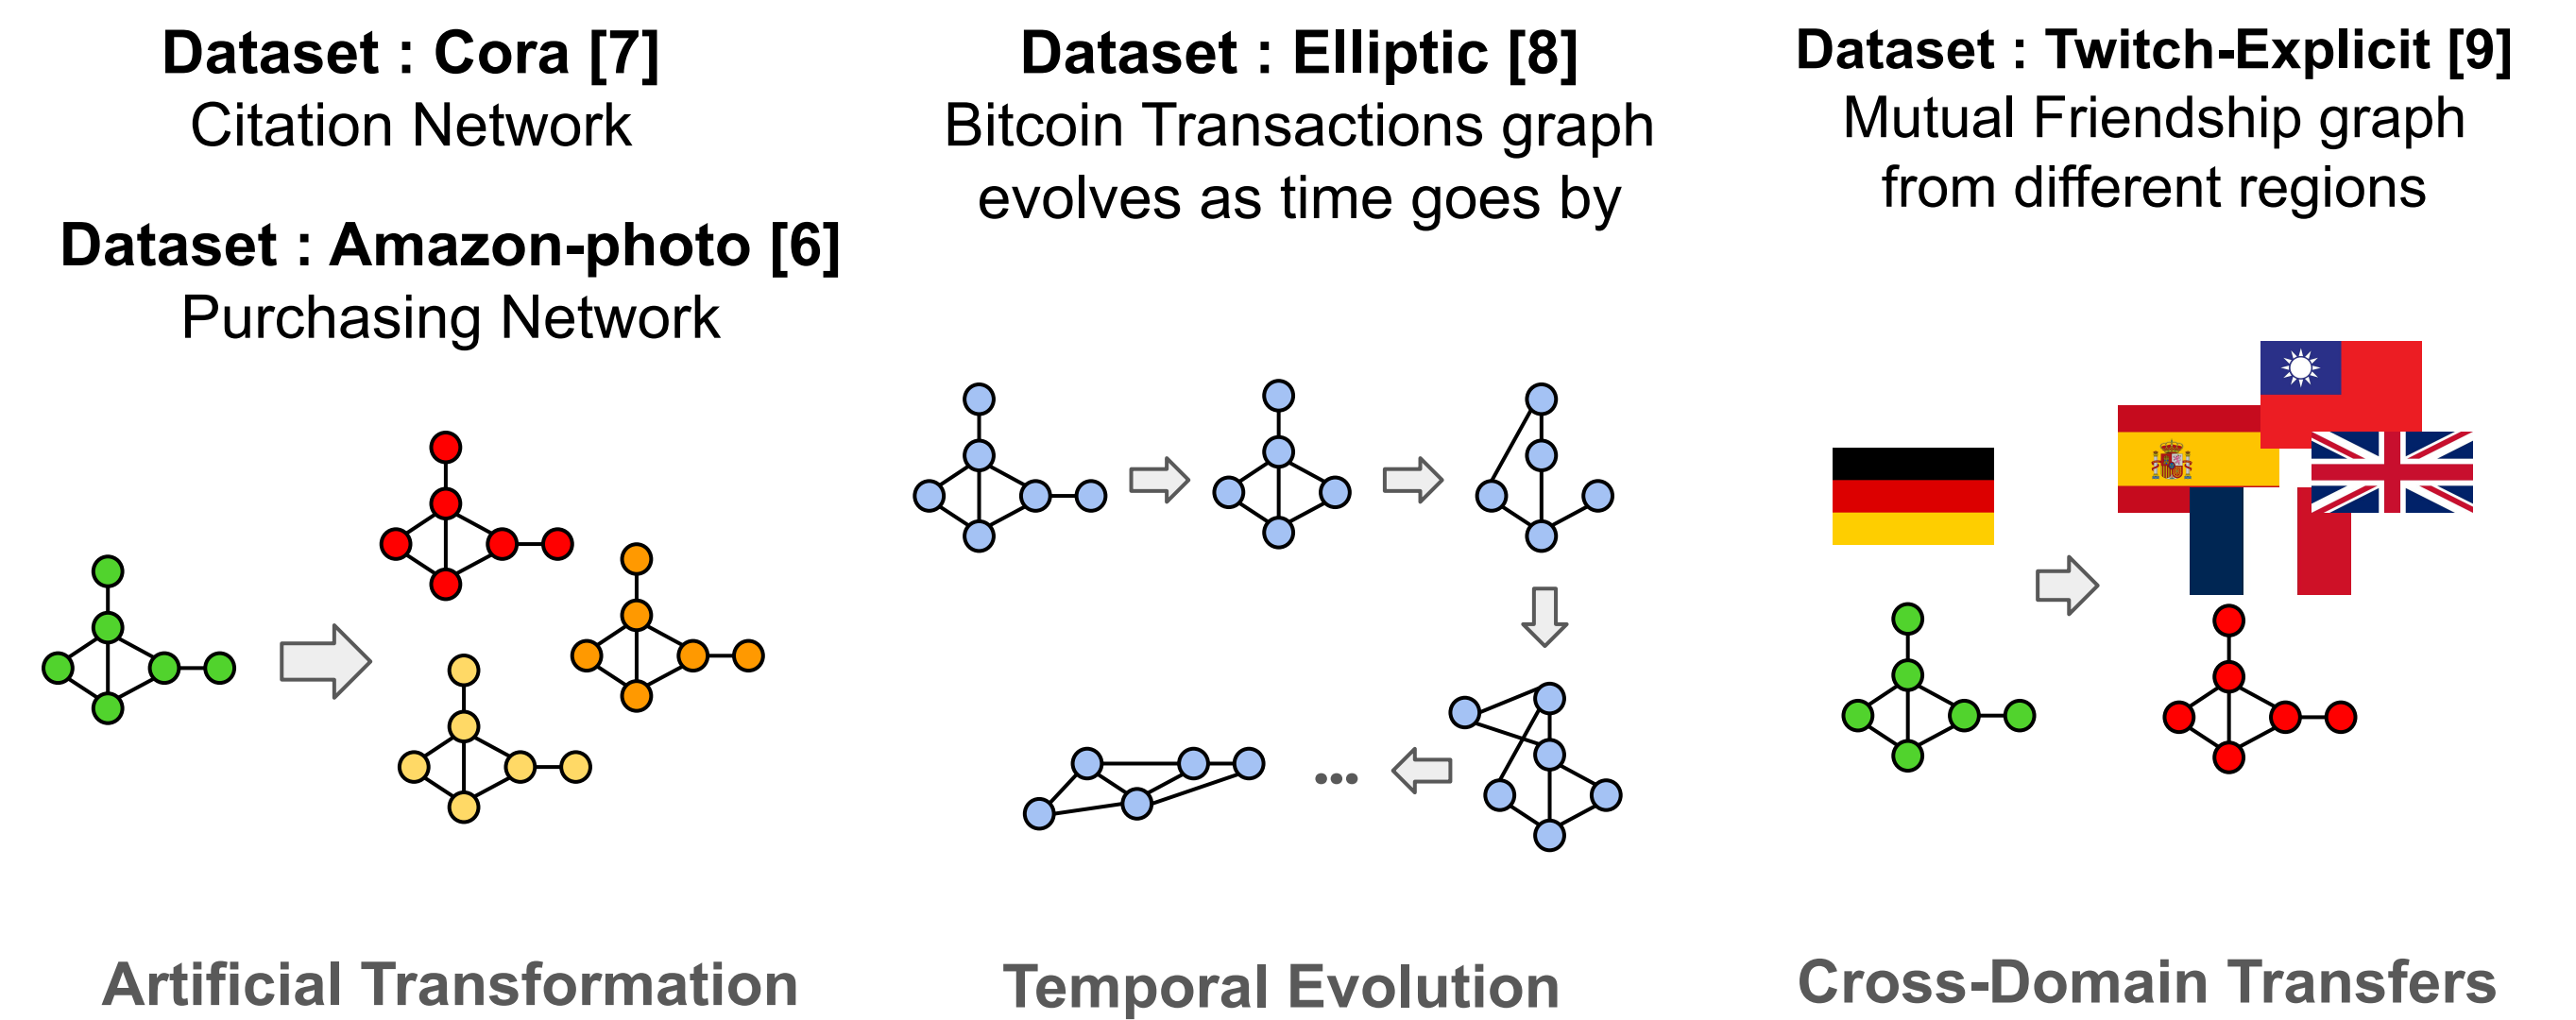 Dataset : Cora [7]
Citation Network
Dataset : Amazon-photo [6]
Purchasing Network
Artificial Transformation
Dataset : Elliptic [8]
Bitcoin Transactions graph
evolves as time goes by
...
Temporal Evolution
Dataset : Twitch-Explicit [9]
Mutual Friendship graph
from different regions
Cross-Domain Transfers